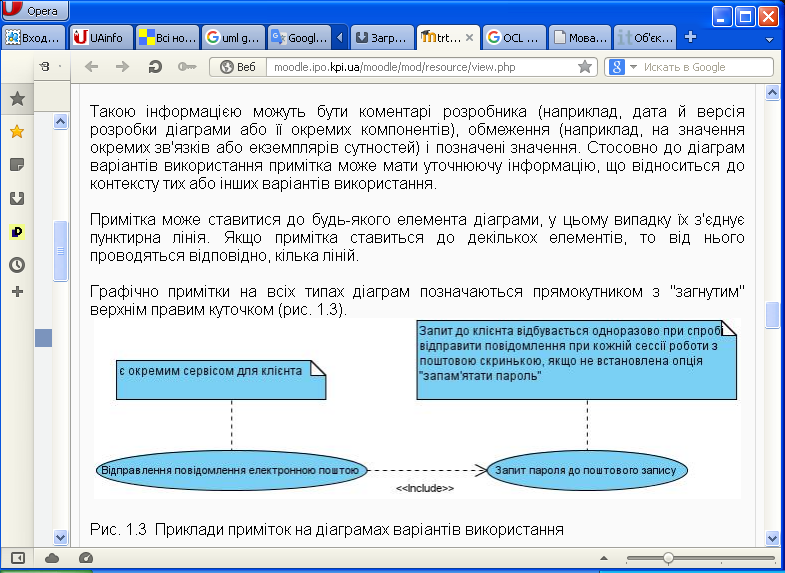 Opera
Вход...
UAinfo
Всі но...
uml g...
Googl...
Загр...
trt...
OCL ...
Мова...
Об'єк...
Веб
moodle.ipo.kpi.ua/moodle/mod/resource/view.php
Искать в Google
Такою інформацією можуть бути коментарі розробника (наприклад, дата й версія
розробки діаграми або її окремих компонентів), обмеження (наприклад, на значення
окремих зв'язків або екземплярів сутностей) і позначені значення. Стосовно до діаграм
варіантів використання примітка може мати уточнюючу інформацію, що відноситься до
контексту тих або інших варіантів використання.
Примітка може ставитися до будь-якого елемента діаграми, у цьому випадку їх з'єднує
пунктирна лінія. Якщо примітка ставиться до декількох елементів, то від нього
проводяться відповідно, кілька ліній.
Графічно примітки на всіх типах діаграм позначаються прямокутником з "загнутим"
верхнім правим куточком (рис. 1.3).
Запит до клієнта відбувається одноразово при спробі
відправити повідомлення при кожній сессії роботи з
поштовою скринькою, якщо не встановлена опція
"запам'ятати пароль"
є окремим сервісом для клієнта
Відправлення повідомлення електронною поштою
Запит пароля до поштового запису
<<Include>>
Рис. 1.3 Приклади приміток на діаграмах варіантів використання